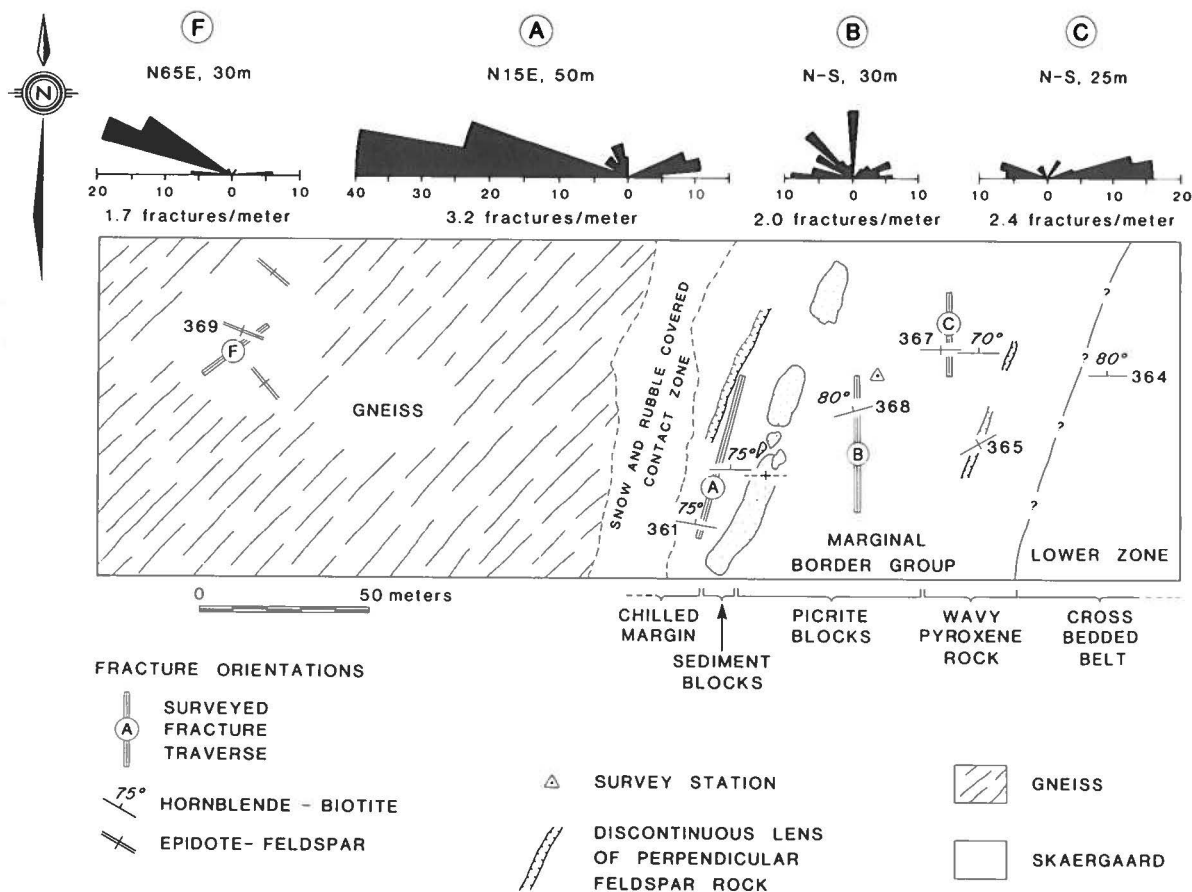 F A B C
N65E, 30m N15E, 50m N-S, 30m N-S, 25m
N
20 10 0 10 40 30 20 10 0 10 10 0 10 10 0 10 20
1.7 fractures/meter 3.2 fractures/meter 2.0 fractures/meter 2.4 fractures/meter
369
F
GNEISS
SNOW AND RUBBLE COVERED
CONTACT ZONE
A
75°
75°
361
80°
368
B
C
367
70°
365
?
?
?
?
80°
364
MARGINAL
BORDER GROUP
LOWER ZONE
0 50 meters
CHILLED
MARGIN
SEDIMENT
BLOCKS
PICRITE
BLOCKS
WAVY
PYROXENE
ROCK
CROSS
BEDDED
BELT
FRACTURE ORIENTATIONS
A
SURVEYED
FRACTURE
TRAVERSE
75°
HORNBLENDE - BIOTITE
EPIDOTE- FELDSPAR
SURVEY STATION
DISCONTINUOUS LENS
OF PERPENDICULAR
FELDSPAR ROCK
GNEISS
SKAERGAARD